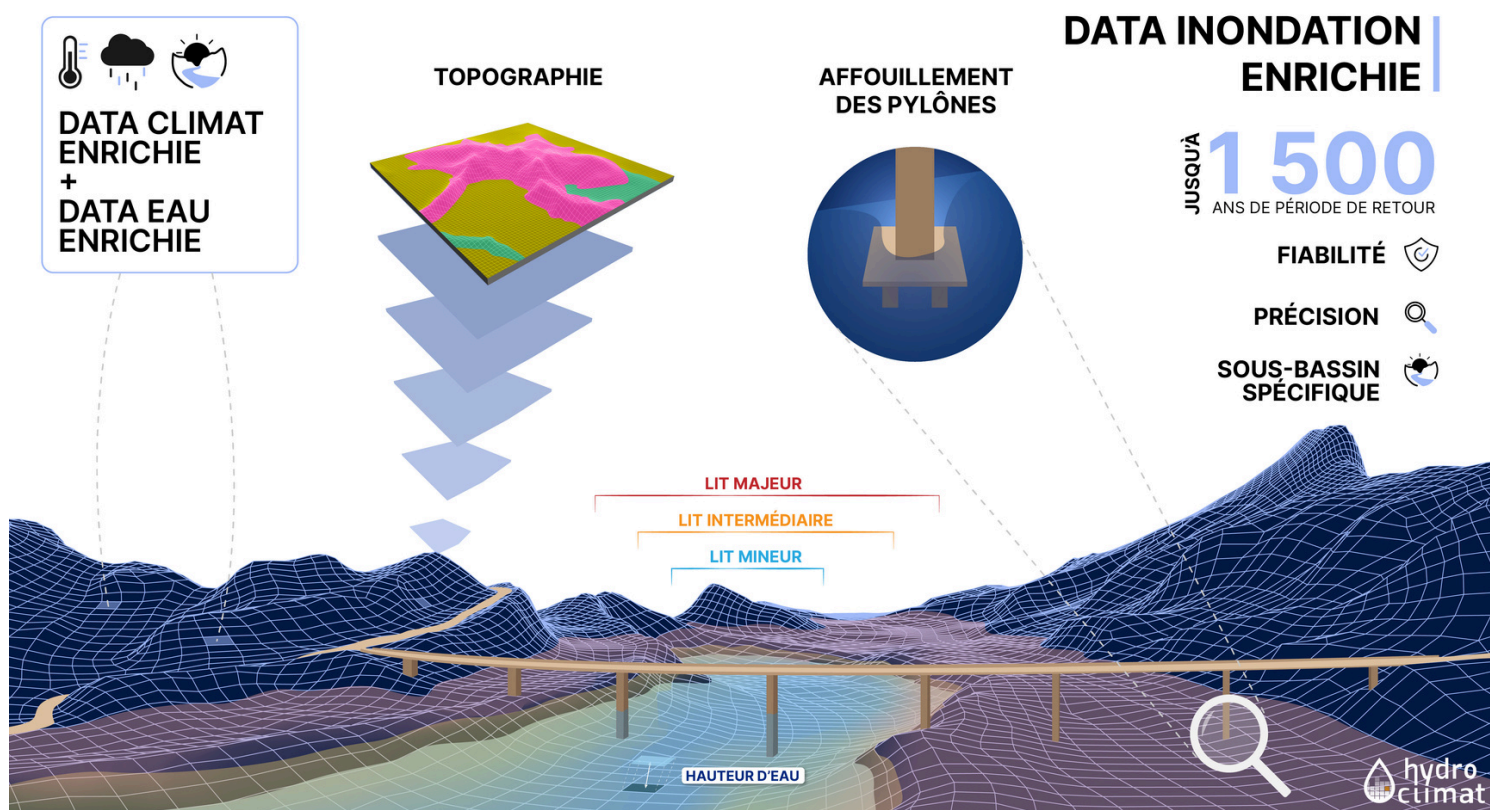 DATA CLIMAT
ENRICHIE
+
DATA EAU
ENRICHIE
TOPOGRAPHIE
AFFOUILLEMENT
DES PYLÔNES
DATA INONDATION
ENRICHIE
JUSQU'À
1 500
ANS DE PÉRIODE DE RETOUR
FIABILITÉ
PRÉCISION
SOUS-BASSIN
SPÉCIFIQUE
LIT MAJEUR
LIT INTERMÉDIAIRE
LIT MINEUR
HAUTEUR D'EAU
hydro
climat